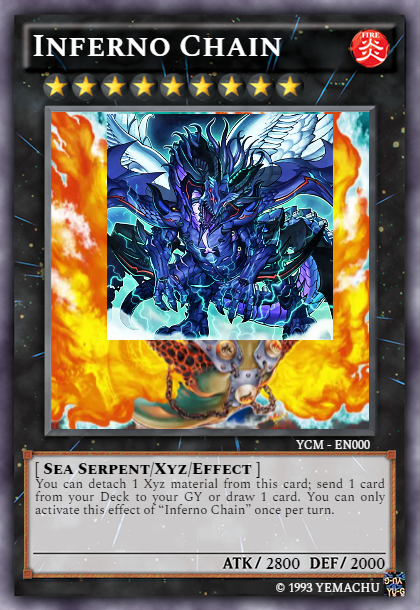 INFERNO CHAIN
FIRE
炎
YCM - EN000
[ SEA SERPENT/XYZ/EFFECT ]
You can detach 1 Xyz material from this card; send 1 card
from your Deck to your GY or draw 1 card. You can only
activate this effect of “Inferno Chain” once per turn.
ATK / 2800 DEF / 2000
© 1993 YEMACHU